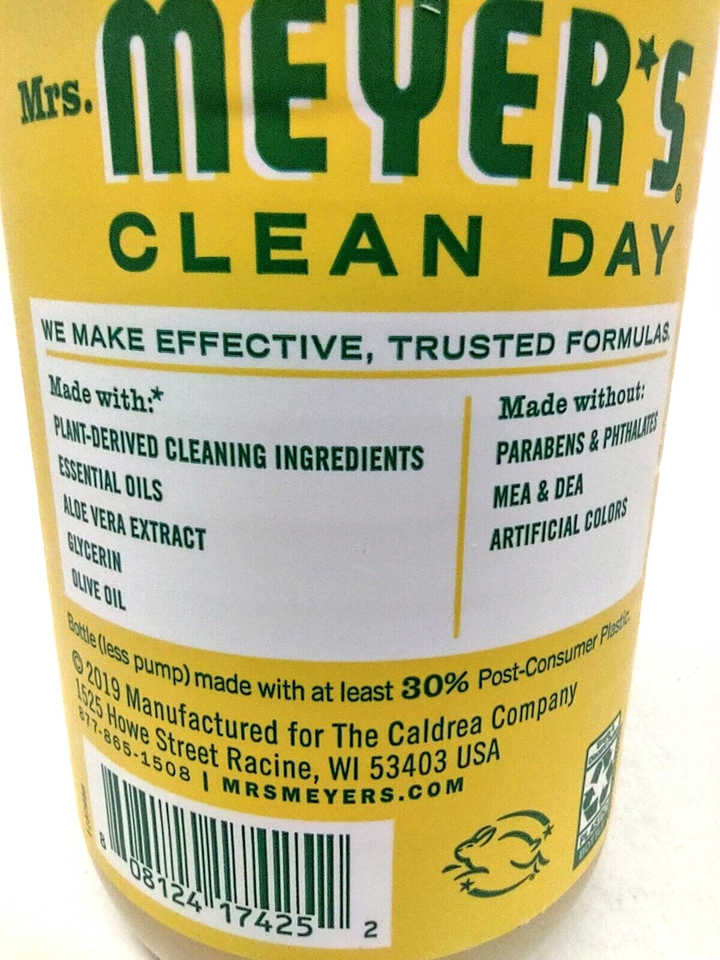 Mrs.
MEYER'S®
CLEAN DAY
WE MAKE EFFECTIVE, TRUSTED FORMULAS.
Made with:*
PLANT-DERIVED CLEANING INGREDIENTS
ESSENTIAL OILS
ALOE VERA EXTRACT
GLYCERIN
OLIVE OIL
Made without:
PARABENS & PHTHALATES
MEA & DEA
ARTIFICIAL COLORS
Bottle (less pump) made with at least 30% Post-Consumer Plastic.
© 2019 Manufactured for The Caldrea Company
1525 Howe Street Racine, WI 53403 USA
877-865-1508 | MRSMEYERS.COM
8 08124 17425 2
PLASTIC